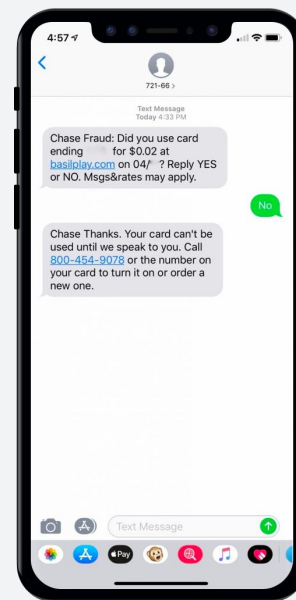 4:57
721-66 >
Text Message
Today 4:33 PM
Chase Fraud: Did you use card
ending for $0.02 at
basilplay.com on 04/ ? Reply YES
or NO. Msgs&rates may apply.
No
Chase Thanks. Your card can't be
used until we speak to you. Call
800-454-9078 or the number on
your card to turn it on or order a
new one.
Text Message
Pay